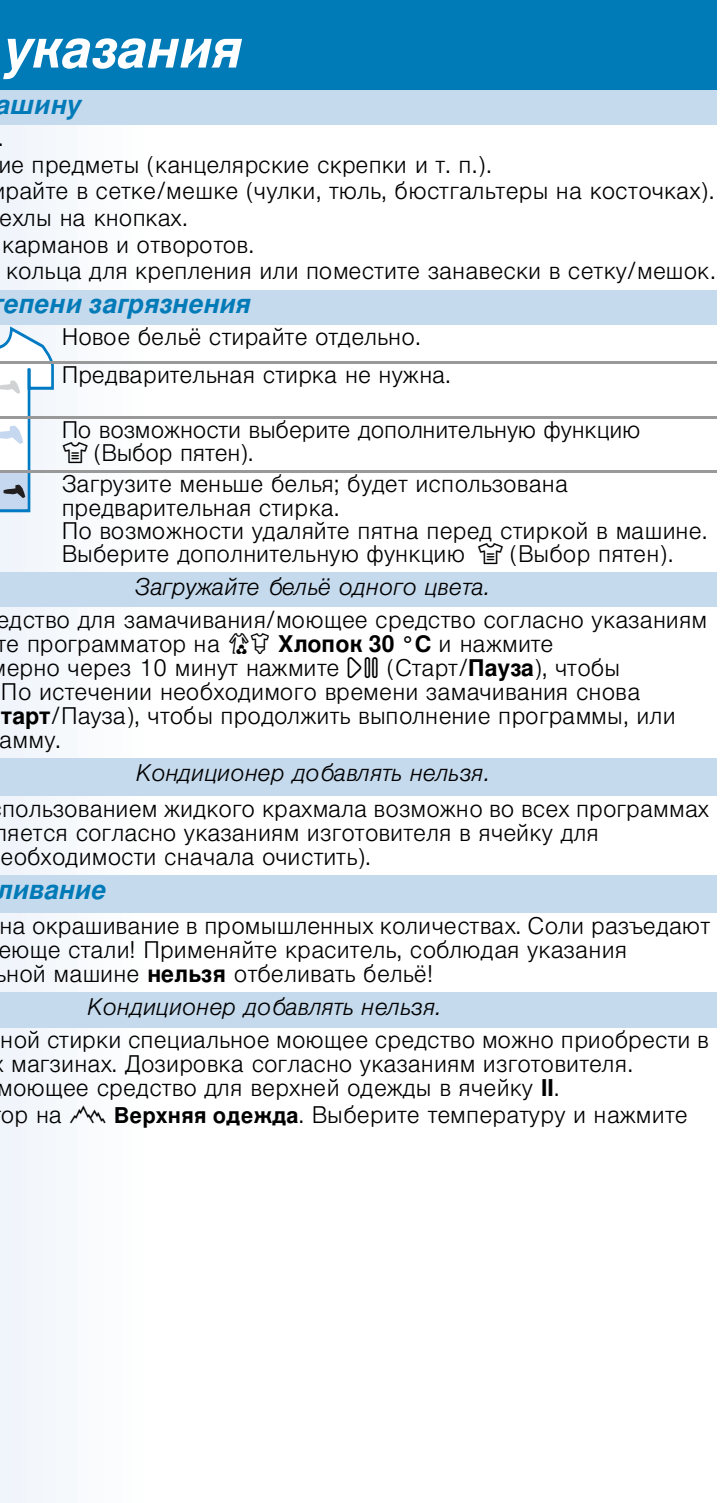 указания
ашину
.
ие предметы (канцелярские скрепки и т. п.).
ирайте в сетке/мешке (чулки, тюль, бюстгальтеры на косточках).
ехлы на кнопках.
карманов и отворотов.
кольца для крепления или поместите занавески в сетку/мешок.
тепени загрязнения
Новое бельё стирайте отдельно.
Предварительная стирка не нужна.
По возможности выберите дополнительную функцию
(Выбор пятен).
Загрузите меньше белья; будет использована
предварительная стирка.
По возможности удаляйте пятна перед стиркой в машине.
Выберите дополнительную функцию (Выбор пятен).
Загружайте бельё одного цвета.
едство для замачивания/моющее средство согласно указаниям
те программатор на Хлопок 30 °C и нажмите
мерно через 10 минут нажмите (Старт/Пауза), чтобы
По истечении необходимого времени замачивания снова
тарт/Пауза), чтобы продолжить выполнение программы, или
амму.
Кондиционер добавлять нельзя.
спользованием жидкого крахмала возможно во всех программах
ляется согласно указаниям изготовителя в ячейку для
еобходимости сначала очистить).
ливание
на окрашивание в промышленных количествах. Соли разъедают
еюще стали! Применяйте краситель, соблюдая указания
ьной машине нельзя отбеливать бельё!
Кондиционер добавлять нельзя.
ной стирки специальное моющее средство можно приобрести в
х магзинах. Дозировка согласно указаниям изготовителя.
моющее средство для верхней одежды в ячейку II.
тор на Верхняя одежда. Выберите температуру и нажмите